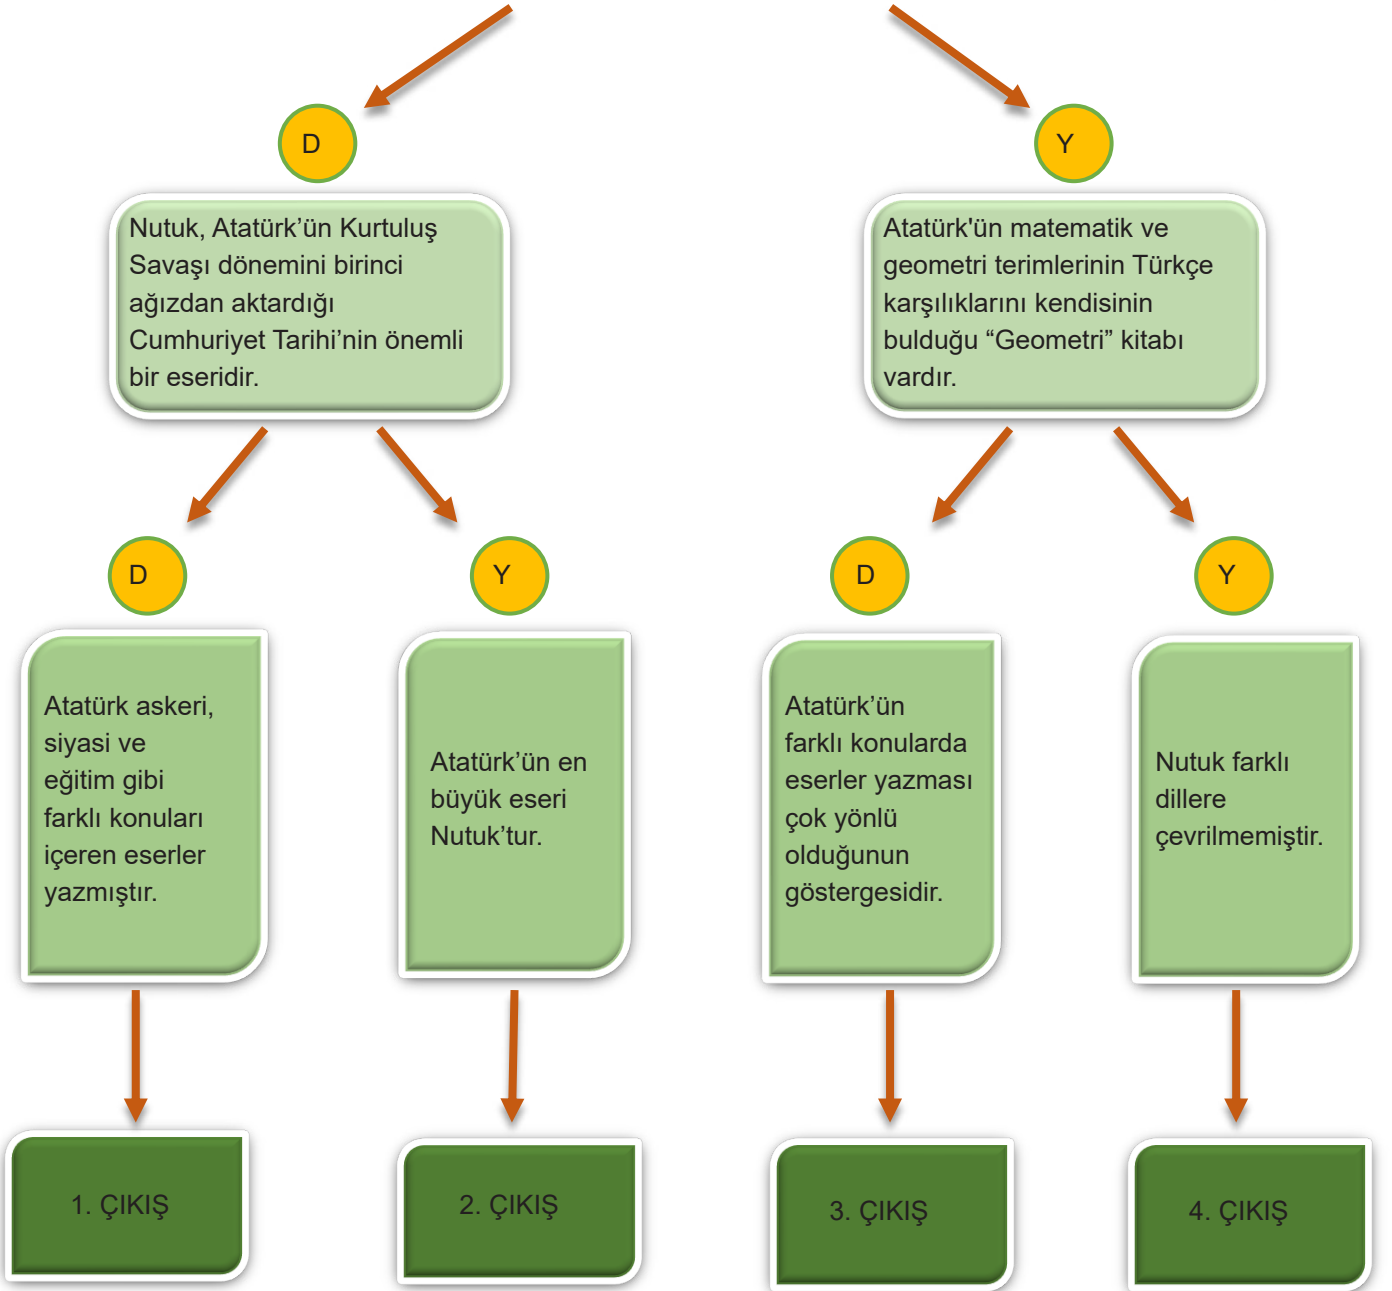 D
Y
Nutuk, Atatürk’ün Kurtuluş
Savaşı dönemini birinci
ağızdan aktardığı
Cumhuriyet Tarihi’nin önemli
bir eseridir.
Atatürk'ün matematik ve
geometri terimlerinin Türkçe
karşılıklarını kendisinin
bulduğu “Geometri” kitabı
vardır.
D
Y
D
Y
Atatürk askeri,
siyasi ve
eğitim gibi
farklı konuları
içeren eserler
yazmıştır.
Atatürk’ün en
büyük eseri
Nutuk’tur.
Atatürk’ün
farklı konularda
eserler yazması
çok yönlü
olduğunun
göstergesidir.
Nutuk farklı
dillere
çevrilmemiştir.
1. ÇIKIŞ
2. ÇIKIŞ
3. ÇIKIŞ
4. ÇIKIŞ